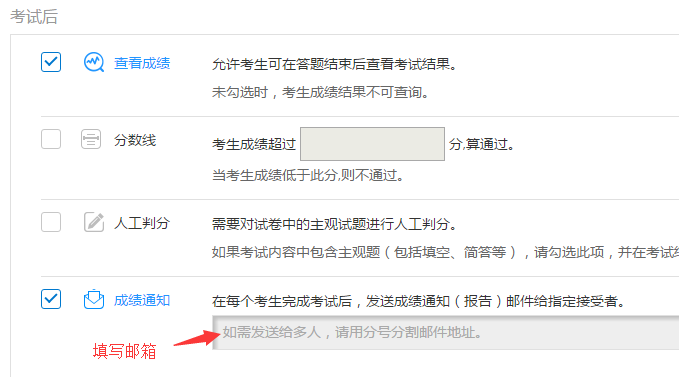 考试后
查看成绩 允许考生可在答题结束后查看考试结果。
未勾选时，考生成绩结果不可查询。
分数线 考生成绩超过 分,算通过。
当考生成绩低于此分,则不通过。
人工判分 需要对试卷中的主观试题进行人工判分。
如果考试内容中包含主观题（包括填空、简答等），请勾选此项，并在考试结
成绩通知 在每个考生完成考试后，发送成绩通知（报告）邮件给指定接受者。
如需发送给多人，请用分号分割邮件地址。
填写邮箱